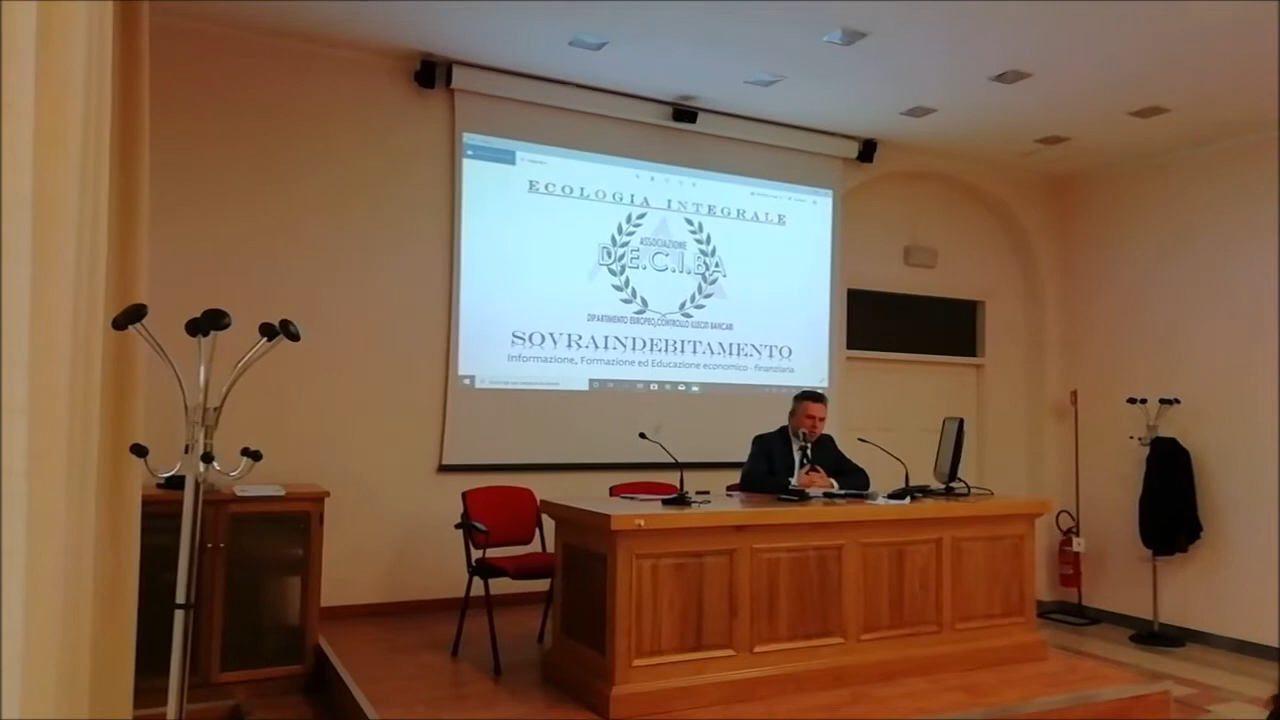 ECOLOGIA INTEGRALE
ASSOCIAZIONE
D.E.C.I.BA
DIPARTIMENTO EUROPEO, CONTROLLO ILLECITI BANCARI
SOVRAINDEBITAMENTO
Informazione, Formazione ed Educazione economico - finanziaria